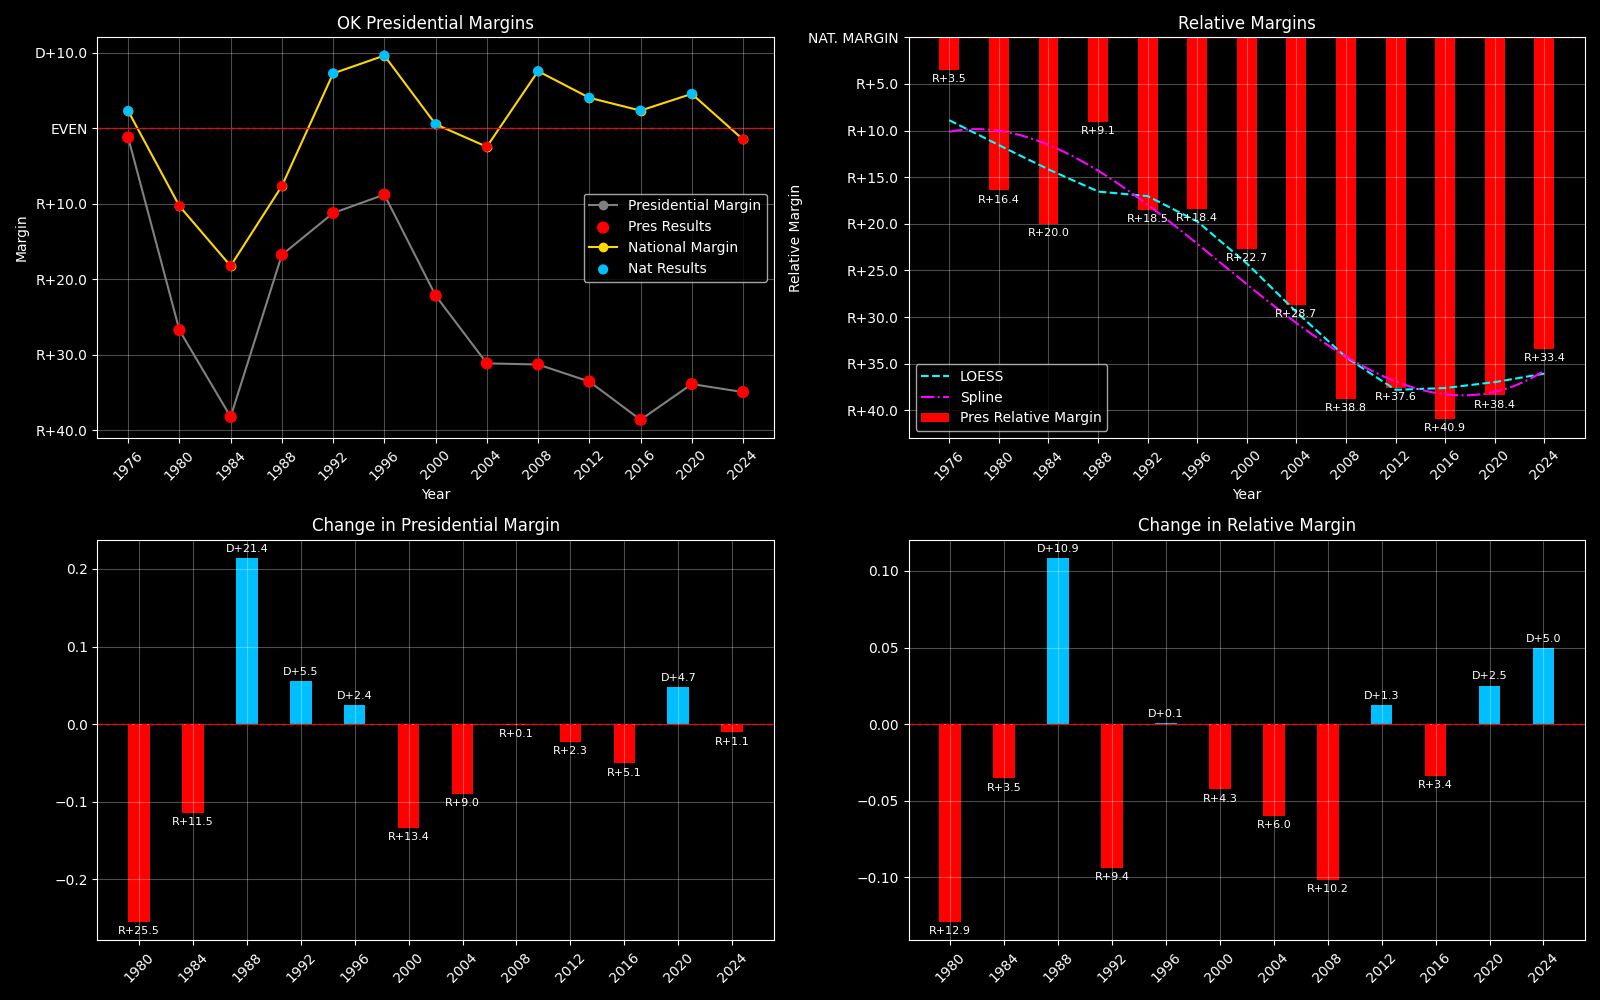 OK Presidential Margins
D+10.0
EVEN
R+10.0
R+20.0
R+30.0
R+40.0
Margin
Presidential Margin
Pres Results
National Margin
Nat Results
1976
1980
1984
1988
1992
1996
2000
2004
2008
2012
2016
2020
2024
Year
Relative Margins
NAT. MARGIN
R+5.0
R+10.0
R+15.0
R+20.0
R+25.0
R+30.0
R+35.0
R+40.0
Relative Margin
R+3.5
R+16.4
R+20.0
R+9.1
R+18.5
R+18.4
R+22.7
R+28.7
R+38.8
R+37.6
R+40.9
R+38.4
R+33.4
LOESS
Spline
Pres Relative Margin
1976
1980
1984
1988
1992
1996
2000
2004
2008
2012
2016
2020
2024
Year
Change in Presidential Margin
0.2
0.1
0.0
−0.1
−0.2
R+25.5
R+11.5
D+21.4
D+5.5
D+2.4
R+13.4
R+9.0
R+0.1
R+2.3
R+5.1
D+4.7
R+1.1
1980
1984
1988
1992
1996
2000
2004
2008
2012
2016
2020
2024
Change in Relative Margin
0.10
0.05
0.00
−0.05
−0.10
R+12.9
R+3.5
D+10.9
R+9.4
D+0.1
R+4.3
R+6.0
R+10.2
D+1.3
R+3.4
D+2.5
D+5.0
1980
1984
1988
1992
1996
2000
2004
2008
2012
2016
2020
2024